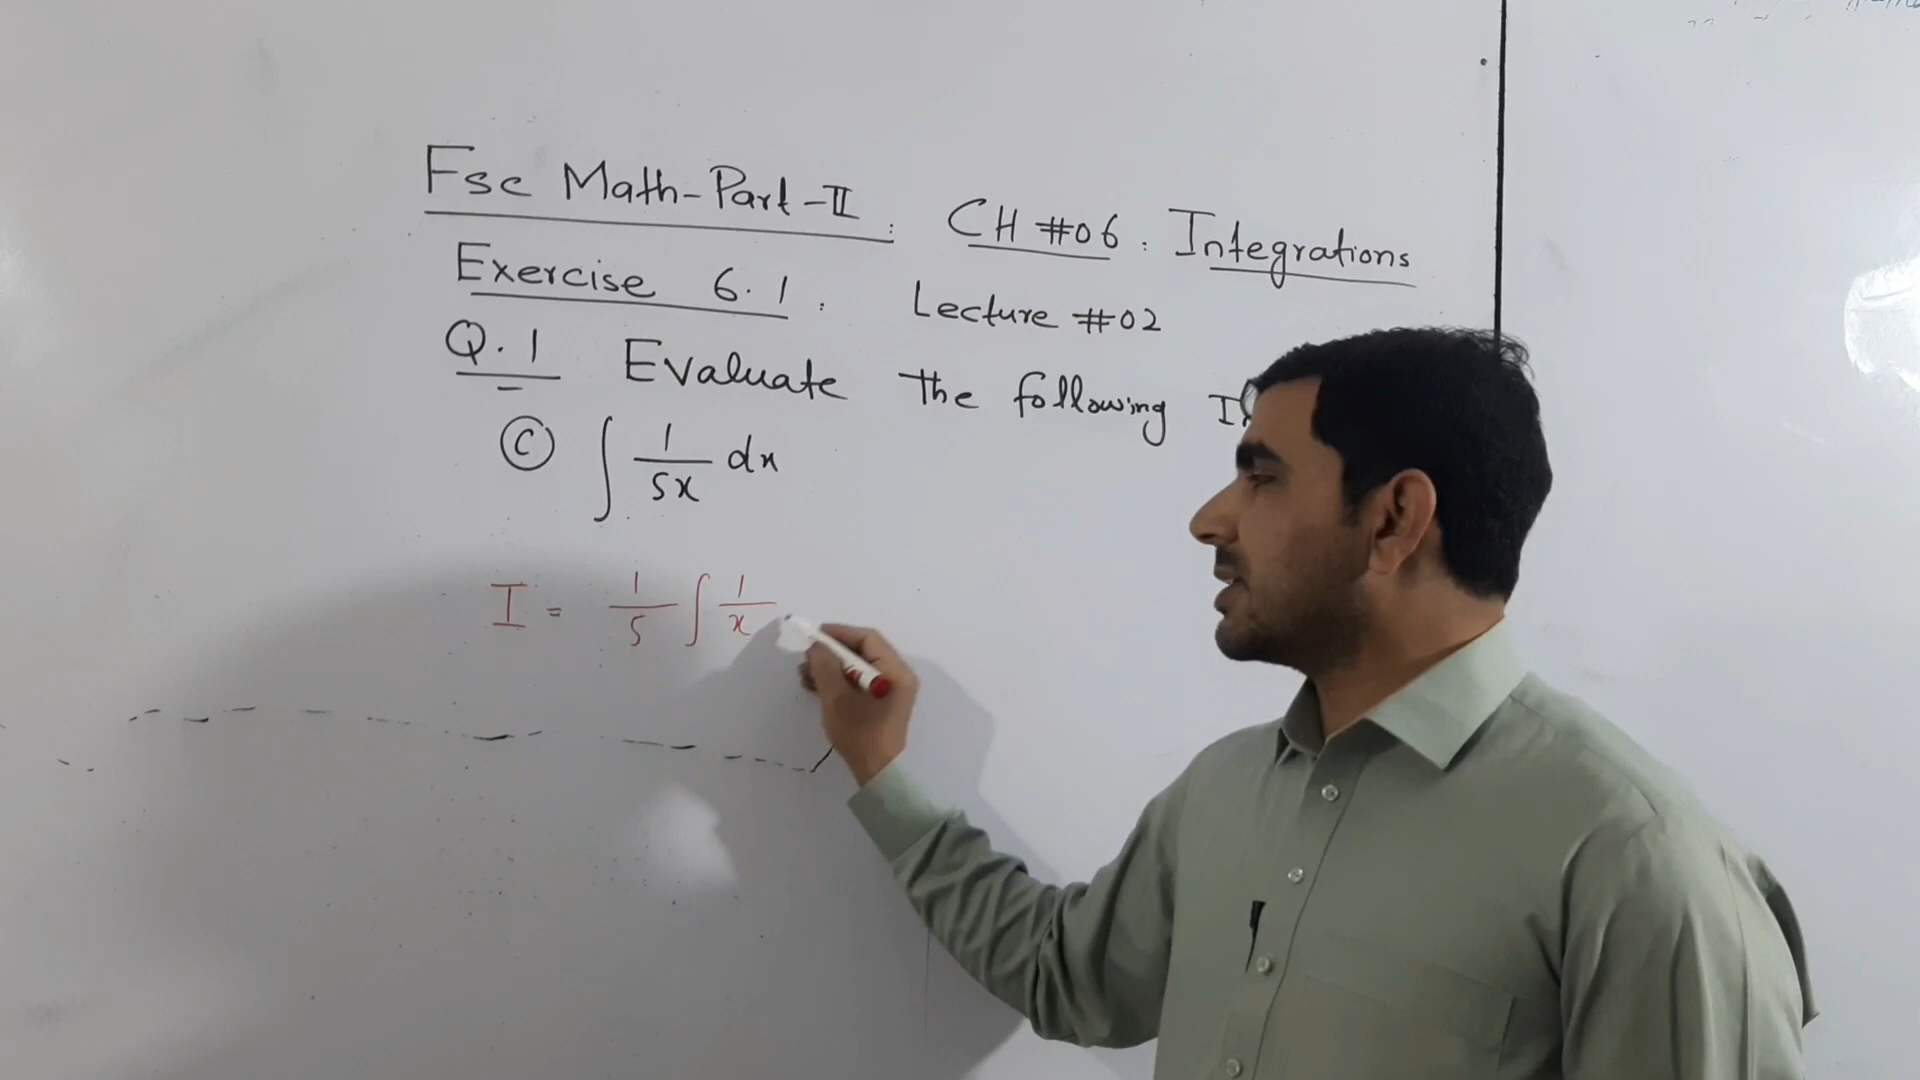 Fsc Math-Part-II : CH #06 : Integrations
Exercise 6.1 : Lecture #02
Q.1 Evaluate the following
(c) ∫ 1/5x dx
I = 1/5 ∫ 1/x